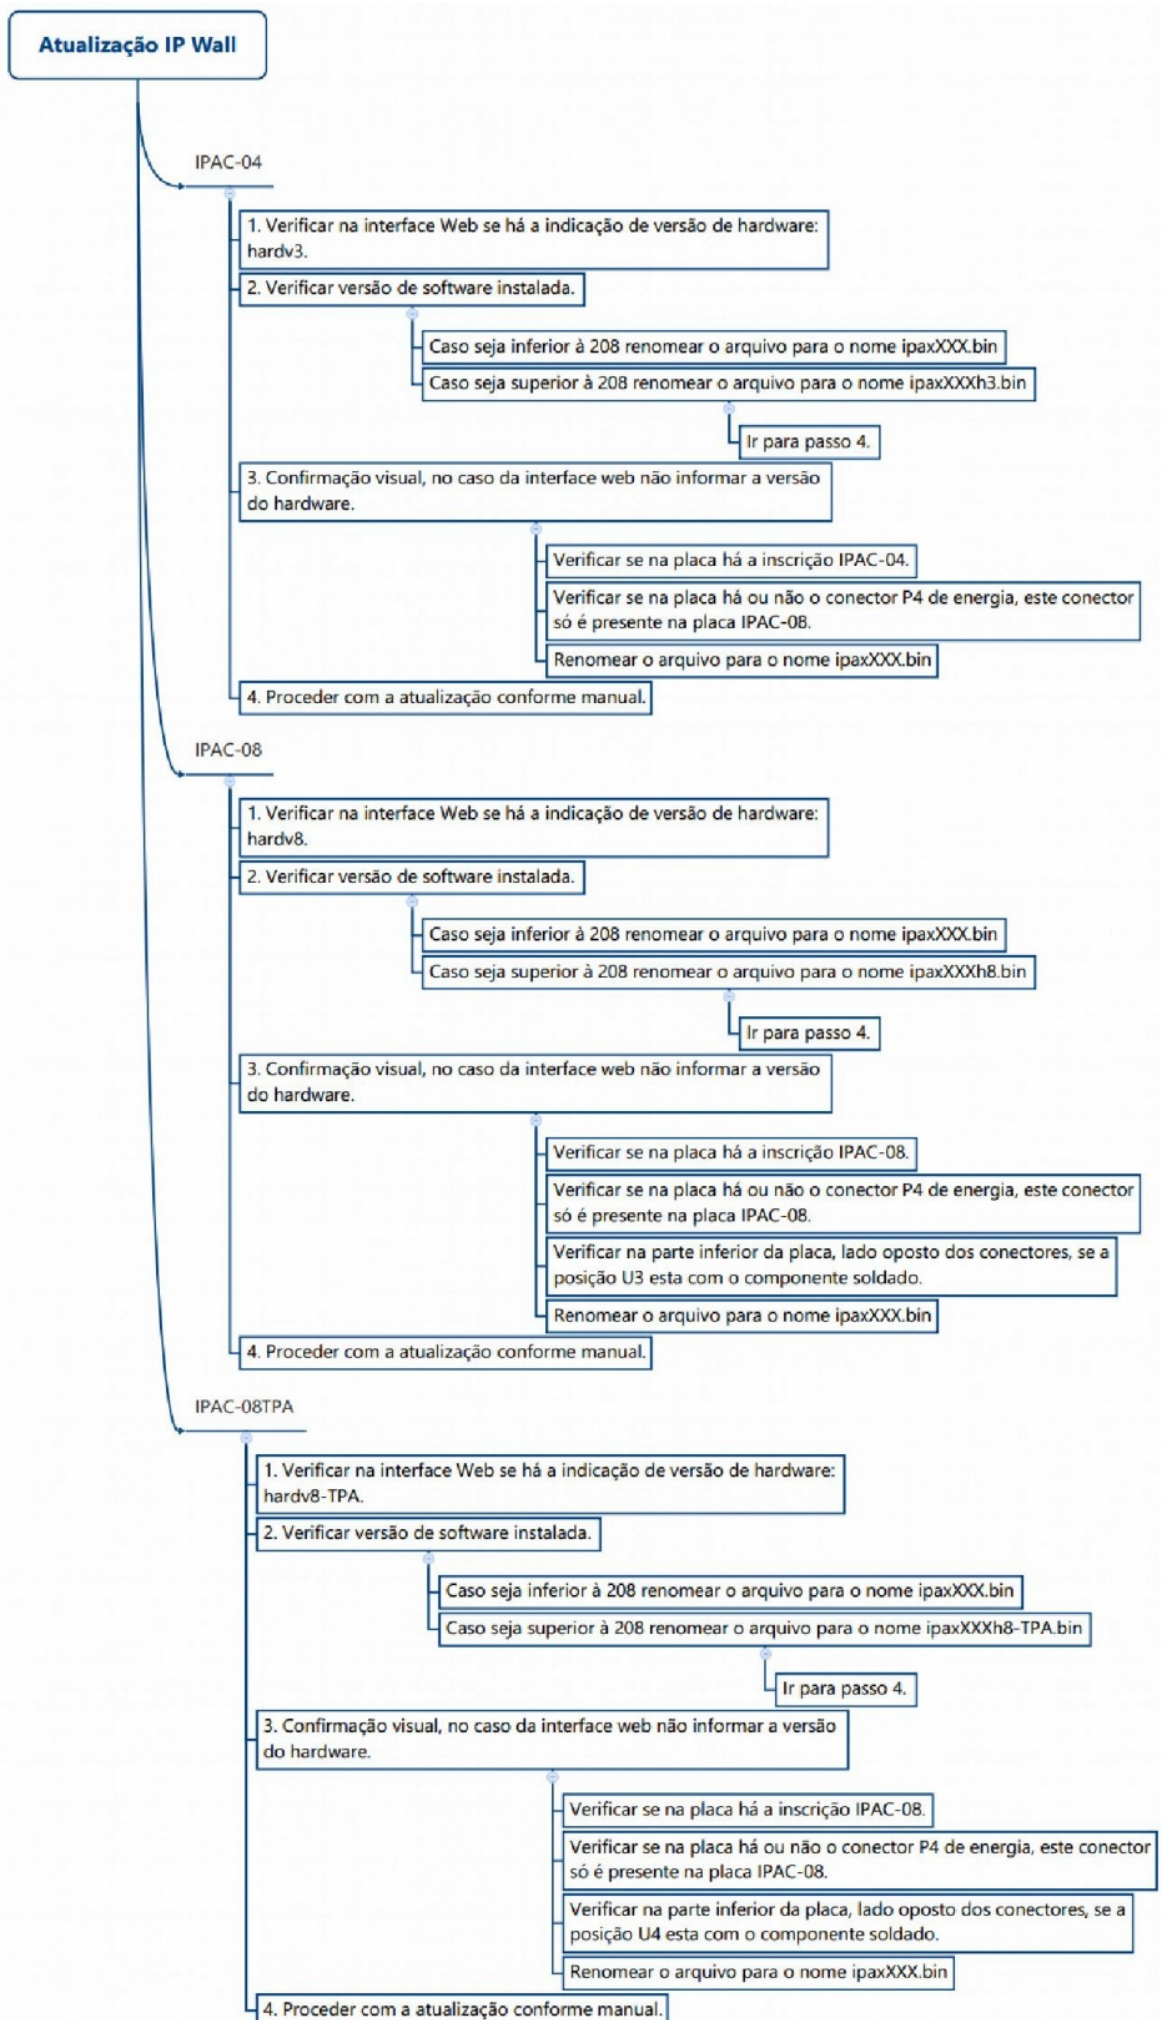 Atualização IP Wall
IPAC-04
1. Verificar na interface Web se há a indicação de versão de hardware:
hardv3.
2. Verificar versão de software instalada.
Caso seja inferior à 208 renomear o arquivo para o nome ipaxXXX.bin
Caso seja superior à 208 renomear o arquivo para o nome ipaxXXXh3.bin
Ir para passo 4.
3. Confirmação visual, no caso da interface web não informar a versão
do hardware.
Verificar se na placa há a inscrição IPAC-04.
Verificar se na placa há ou não o conector P4 de energia, este conector
só é presente na placa IPAC-08.
Renomear o arquivo para o nome ipaxXXX.bin
4. Proceder com a atualização conforme manual.
IPAC-08
1. Verificar na interface Web se há a indicação de versão de hardware:
hardv8.
2. Verificar versão de software instalada.
Caso seja inferior à 208 renomear o arquivo para o nome ipaxXXX.bin
Caso seja superior à 208 renomear o arquivo para o nome ipaxXXXh8.bin
Ir para passo 4.
3. Confirmação visual, no caso da interface web não informar a versão
do hardware.
Verificar se na placa há a inscrição IPAC-08.
Verificar se na placa há ou não o conector P4 de energia, este conector
só é presente na placa IPAC-08.
Verificar na parte inferior da placa, lado oposto dos conectores, se a
posição U3 esta com o componente soldado.
Renomear o arquivo para o nome ipaxXXX.bin
4. Proceder com a atualização conforme manual.
IPAC-08TPA
1. Verificar na interface Web se há a indicação de versão de hardware:
hardv8-TPA.
2. Verificar versão de software instalada.
Caso seja inferior à 208 renomear o arquivo para o nome ipaxXXX.bin
Caso seja superior à 208 renomear o arquivo para o nome ipaxXXXh8-TPA.bin
Ir para passo 4.
3. Confirmação visual, no caso da interface web não informar a versão
do hardware.
Verificar se na placa há a inscrição IPAC-08.
Verificar se na placa há ou não o conector P4 de energia, este conector
só é presente na placa IPAC-08.
Verificar na parte inferior da placa, lado oposto dos conectores, se a
posição U4 esta com o componente soldado.
Renomear o arquivo para o nome ipaxXXX.bin
4. Proceder com a atualização conforme manual.